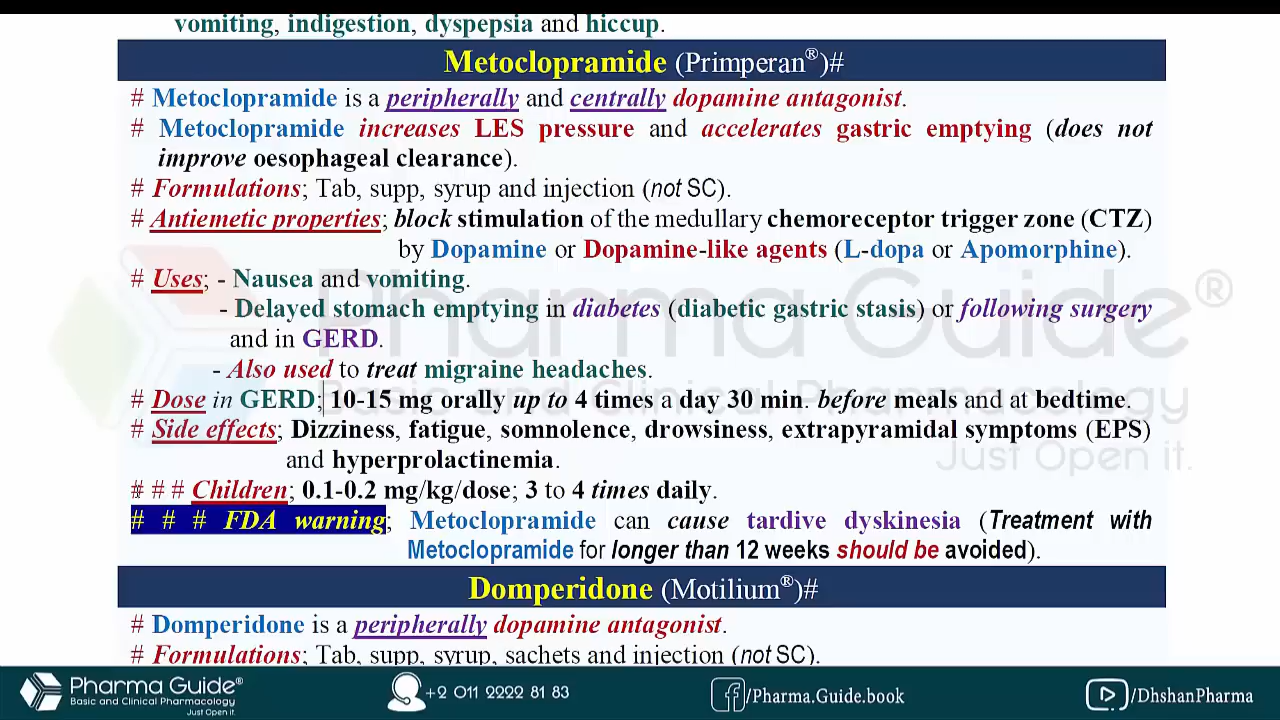 vomiting, indigestion, dyspepsia and hiccup.
Metoclopramide (Primperan®)#
# Metoclopramide is a peripherally and centrally dopamine antagonist.
# Metoclopramide increases LES pressure and accelerates gastric emptying (does not
improve oesophageal clearance).
# Formulations; Tab, supp, syrup and injection (not SC).
# Antiemetic properties; block stimulation of the medullary chemoreceptor trigger zone (CTZ)
by Dopamine or Dopamine-like agents (L-dopa or Apomorphine).
# Uses; - Nausea and vomiting.
- Delayed stomach emptying in diabetes (diabetic gastric stasis) or following surgery
and in GERD.
- Also used to treat migraine headaches.
# Dose in GERD; 10-15 mg orally up to 4 times a day 30 min. before meals and at bedtime.
# Side effects; Dizziness, fatigue, somnolence, drowsiness, extrapyramidal symptoms (EPS)
and hyperprolactinemia.
# # # Children; 0.1-0.2 mg/kg/dose; 3 to 4 times daily.
# # # FDA warning; Metoclopramide can cause tardive dyskinesia (Treatment with
Metoclopramide for longer than 12 weeks should be avoided).
Domperidone (Motilium®)#
# Domperidone is a peripherally dopamine antagonist.
# Formulations; Tab, supp, syrup, sachets and injection (not SC).
Pharma Guide®
Basic and Clinical Pharmacology
Just Open it.
Pharma Guide®
Basic and Clinical Pharmacology
Just Open it.
+2 011 2222 81 83
/Pharma.Guide.book
/DhshanPharma